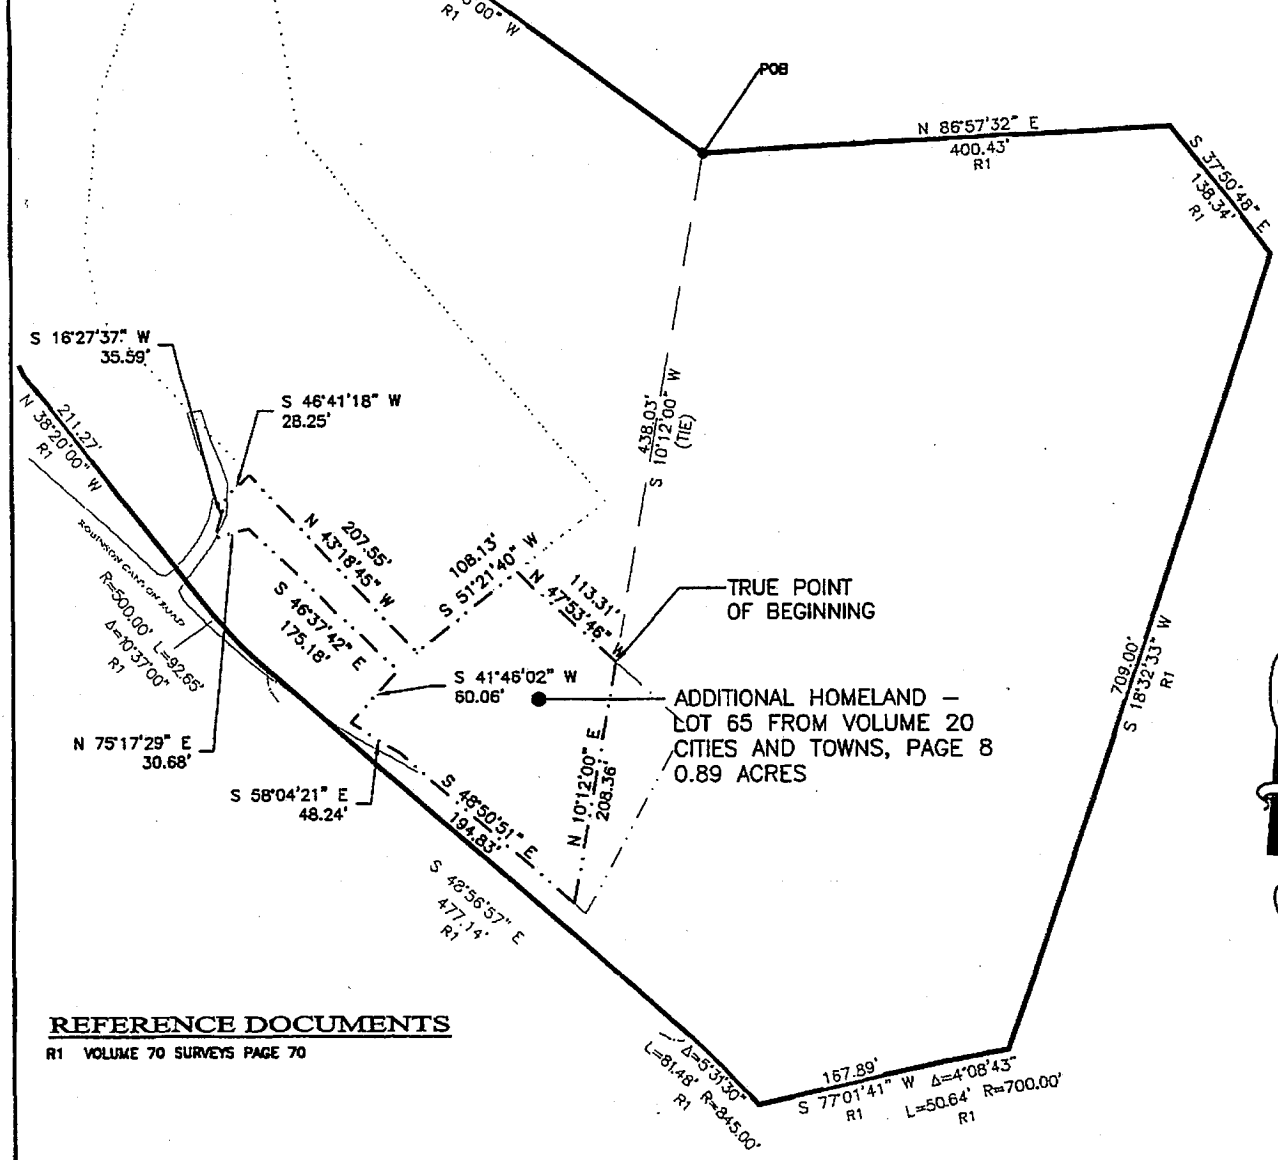 00" W
R1
POB
N 86°57'32" E
400.43'
R1
S 37°50'48" E
138.34'
R1
S 16°27'37" W
35.59'
S 46°41'18" W
28.25'
438.03'
S 10°12'00" W
(TIE)
211.27'
N 38°20'00" W
R1
ROBINSON CANYON ROAD
207.55'
N 43°18'45" W
108.13'
S 51°21'40" W
113.31'
N 47°53'46" W
TRUE POINT
OF BEGINNING
S 46°37'42" E
175.18'
R=500.00' L=92.65'
Δ=10°37'00"
R1
S 41°46'02" W
60.06'
709.00'
S 18°32'33" W
R1
ADDITIONAL HOMELAND –
LOT 65 FROM VOLUME 20
CITIES AND TOWNS, PAGE 8
0.89 ACRES
N 75°17'29" E
30.68'
N 10°12'00" E
208.36'
S 58°04'21" E
48.24'
S 48°50'51" E
194.83'
S 48°56'57" E
477.14'
R1
REFERENCE DOCUMENTS
R1 VOLUME 70 SURVEYS PAGE 70
Δ=5°31'30"
L=81.48' R=845.00'
R1
167.89'
S 77°01'41" W
R1
Δ=4°08'43"
L=50.64' R=700.00'
R1